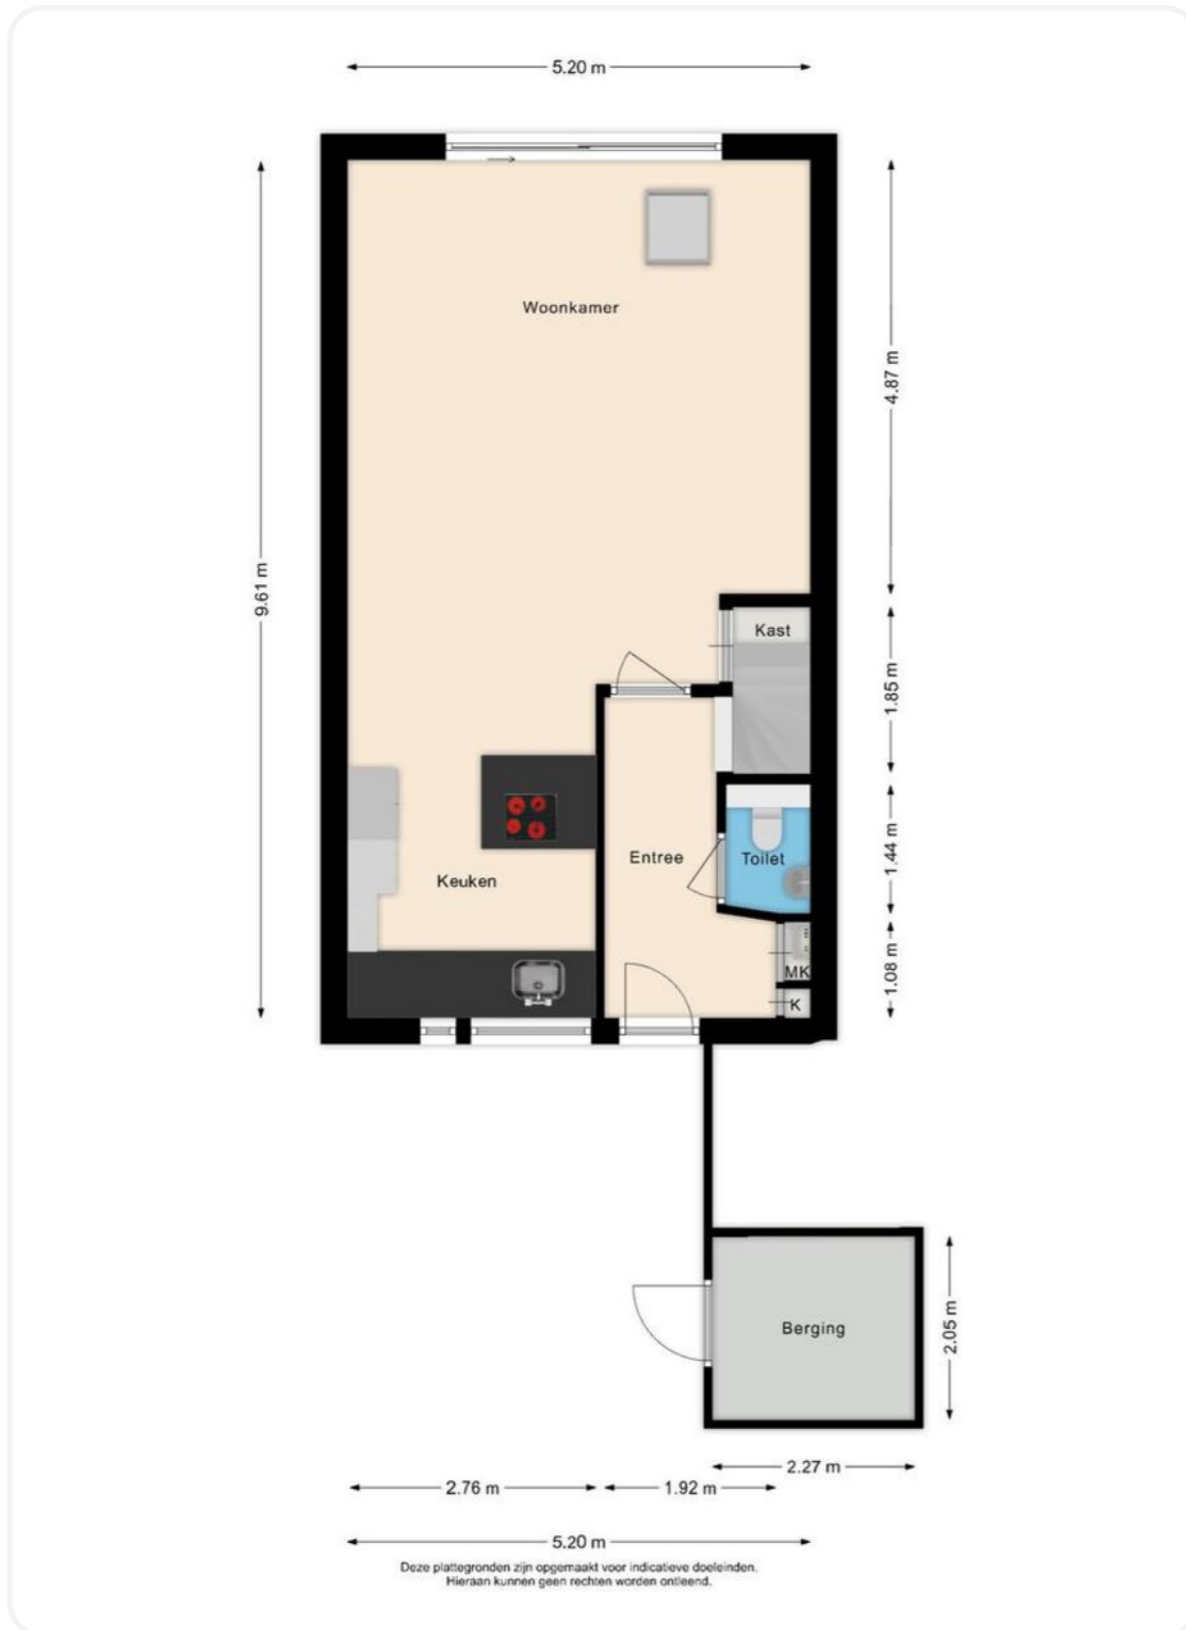 5.20 m
Woonkamer
4.87 m
9.61 m
Kast
1.85 m
Entree
Toilet
1.44 m
Keuken
1.08 m
MK
K
Berging
2.05 m
2.27 m
2.76 m
1.92 m
5.20 m
Deze plattegronden zijn opgemaakt voor indicatieve doeleinden.
Hieraan kunnen geen rechten worden ontleend.